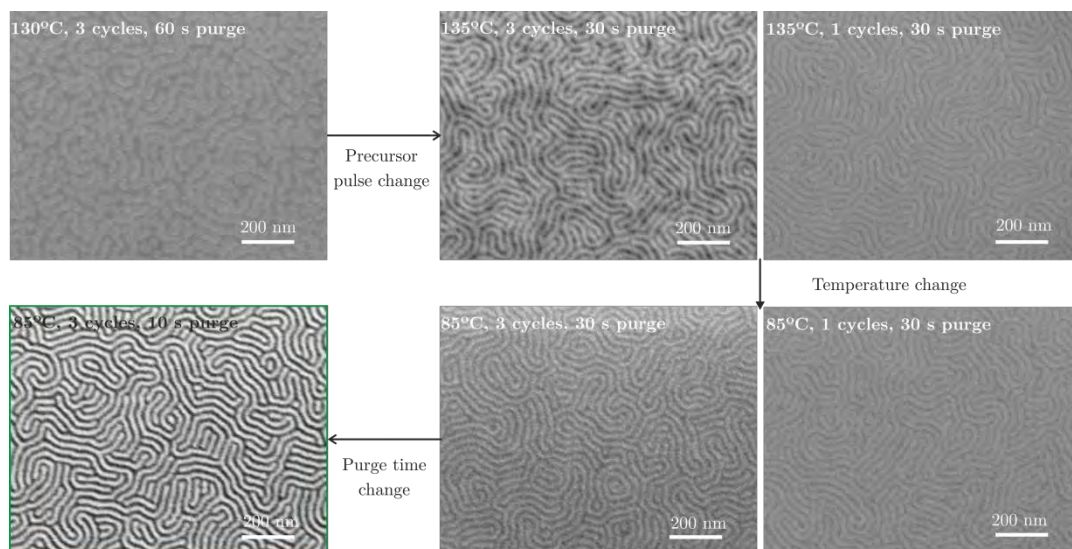 130ºC, 3 cycles, 60 s purge
200 nm
Precursor
pulse change
135ºC, 3 cycles, 30 s purge
200 nm
135ºC, 1 cycles, 30 s purge
200 nm
Temperature change
85ºC, 3 cycles, 10 s purge
200 nm
Purge time
change
85ºC, 3 cycles, 30 s purge
200 nm
85ºC, 1 cycles, 30 s purge
200 nm